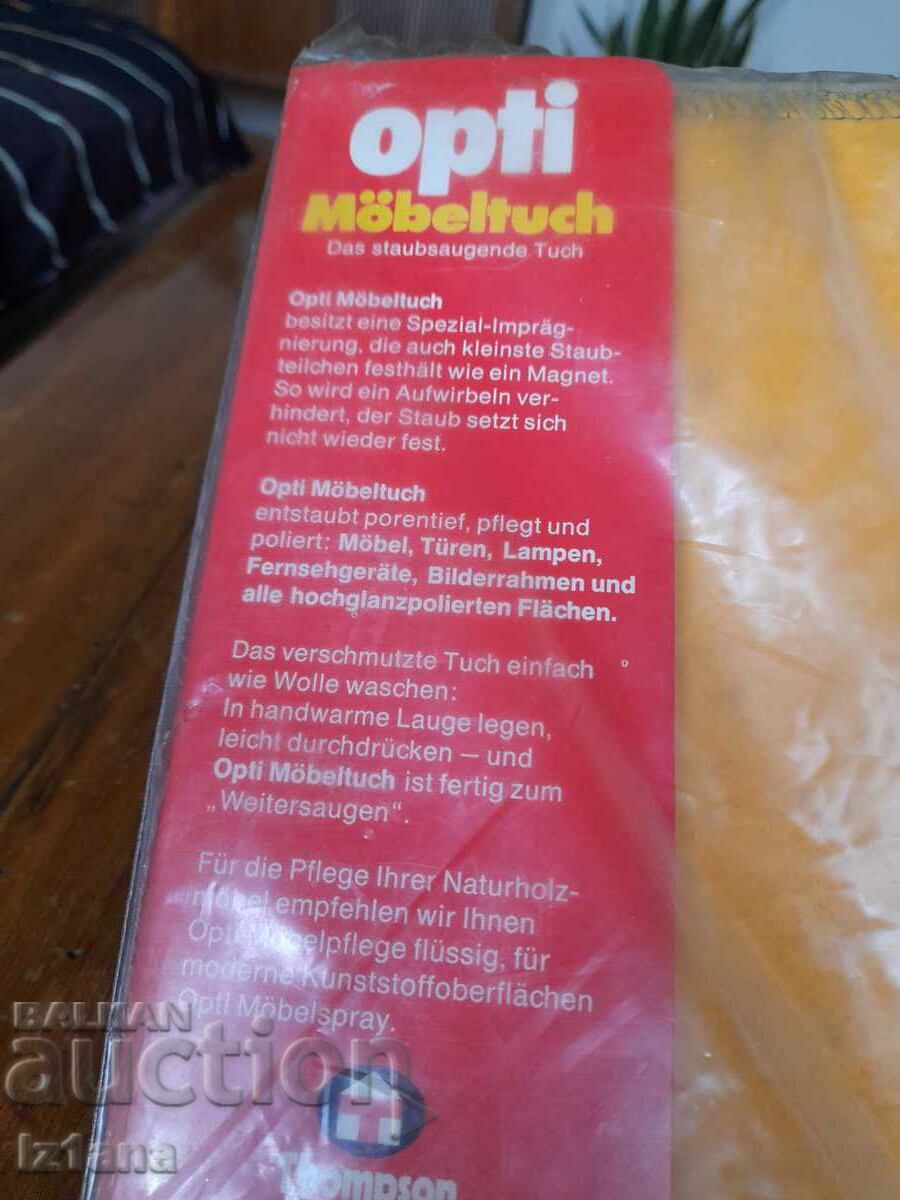 opti
Möbeltuch
Das staubsaugende Tuch
Opti Möbeltuch
besitzt eine Spezial-Impräg-
nierung, die auch kleinste Staub-
teilchen festhält wie ein Magnet.
So wird ein Aufwirbeln ver-
hindert, der Staub setzt sich
nicht wieder fest.
Opti Möbeltuch
entstaubt porentief, pflegt und
poliert: Möbel, Türen, Lampen,
Fernsehgeräte, Bilderrahmen und
alle hochglanzpolierten Flächen.
Das verschmutzte Tuch einfach
wie Wolle waschen:
In handwarme Lauge legen,
leicht durchdrücken — und
Opti Möbeltuch ist fertig zum
„Weitersaugen“.
Für die Pflege Ihrer Naturholz-
möbel empfehlen wir Ihnen
Opti Möbelpflege flüssig, für
moderne Kunststoffoberflächen
Opti Möbelspray.
BALKAN
auction
iz1ana
Thompson